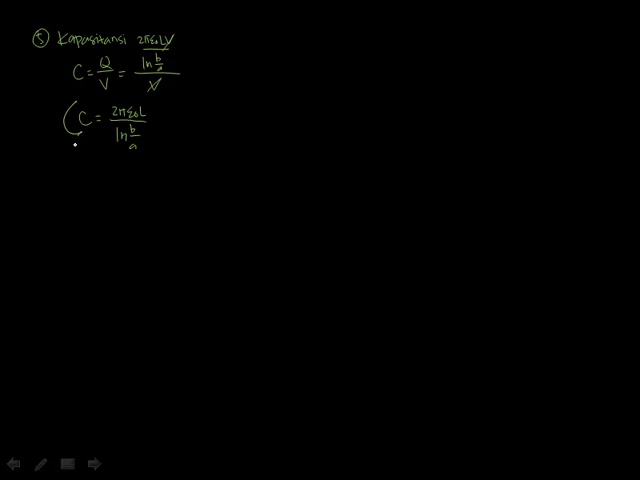 ⑤ Kapasitansi
C = Q/V = (2πε₀LV / ln b/a) / V
C = 2πε₀L / ln b/a